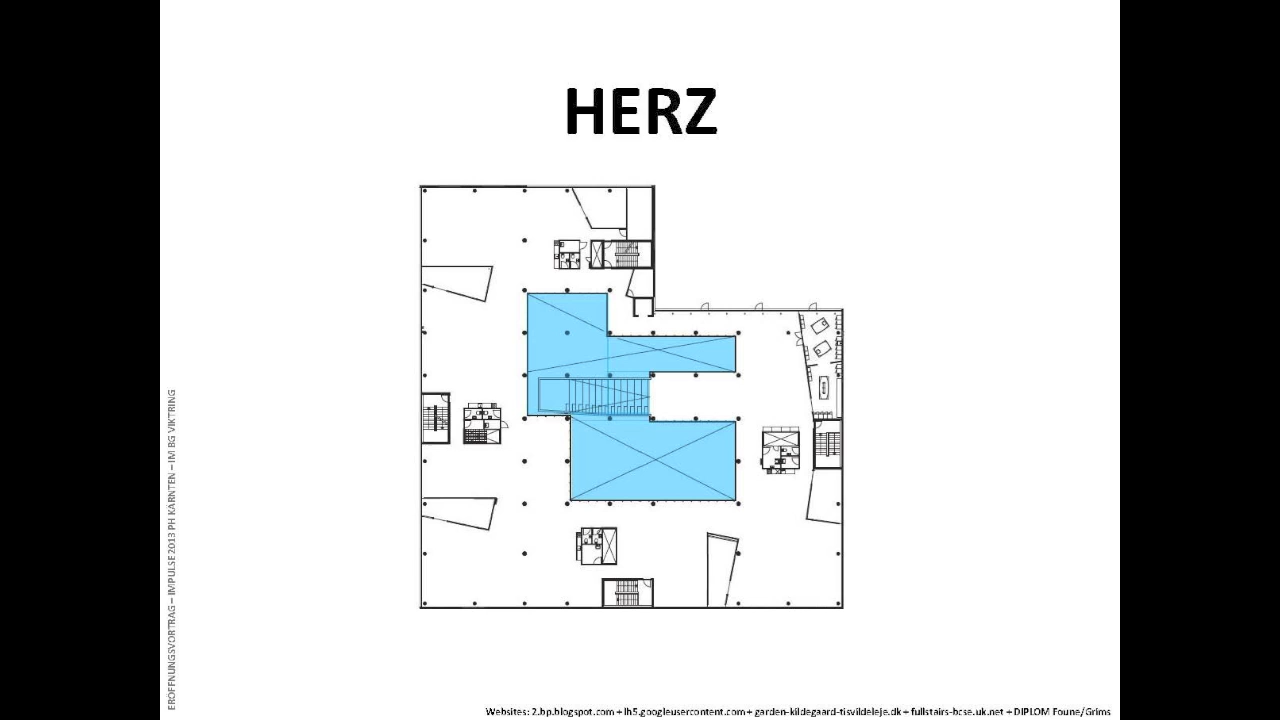 HERZ
ERÖFFNUNGSVORTRAG – IMPULSE 2013 PH KÄRNTEN – IM BG VIKTRING
Websites: 2.bp.blogspot.com + lh5.googleusercontent.com + garden-kildegaard-tisvildeleje.dk + fullstairs-bcse.uk.net + DIPLOM Foune/Grims